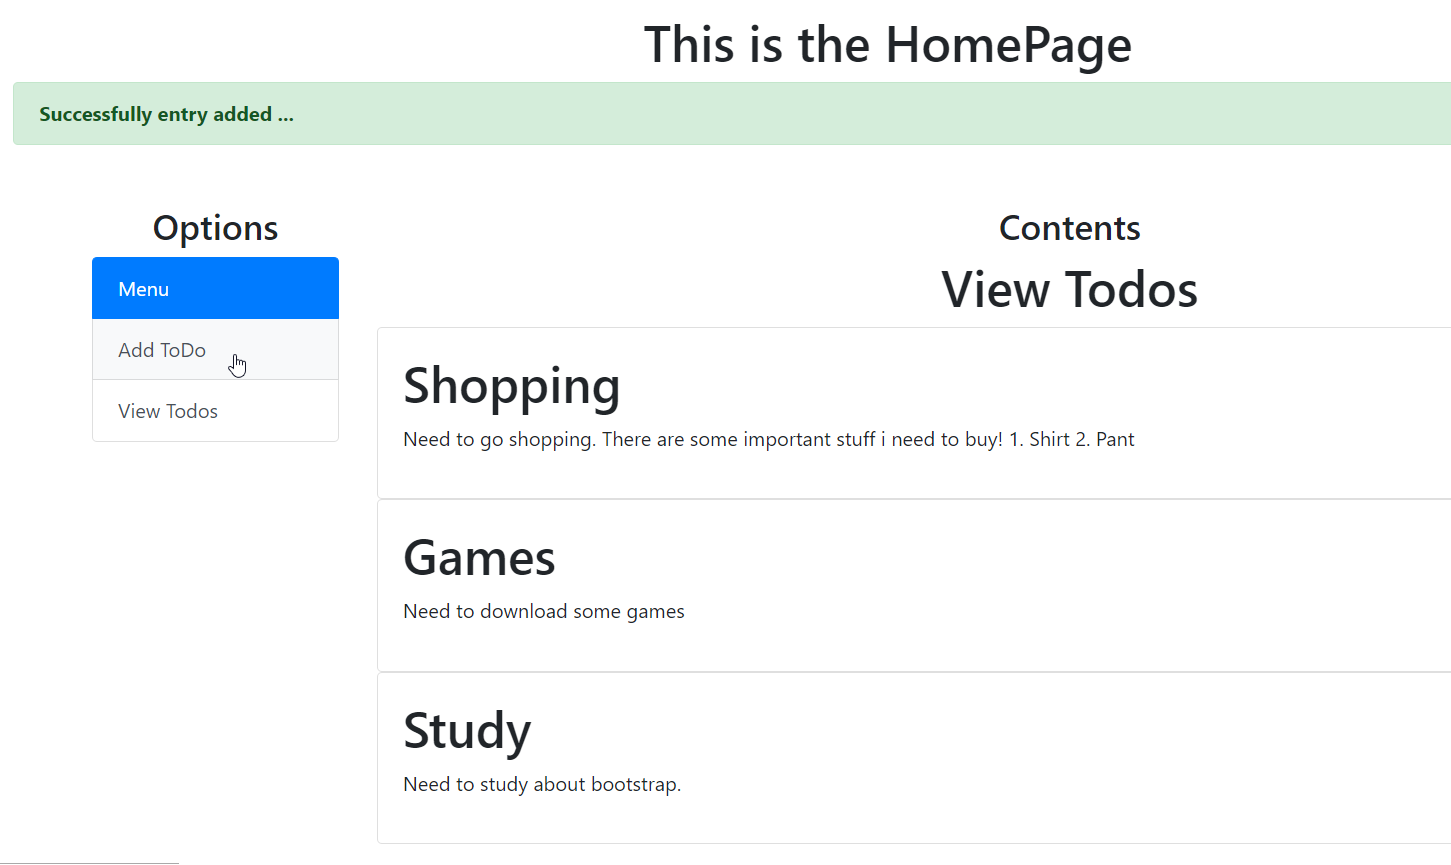 This is the HomePage
Successfully entry added ...
Options
Menu
Add ToDo
View Todos
Contents
View Todos
Shopping
Need to go shopping. There are some important stuff i need to buy! 1. Shirt 2. Pant
Games
Need to download some games
Study
Need to study about bootstrap.